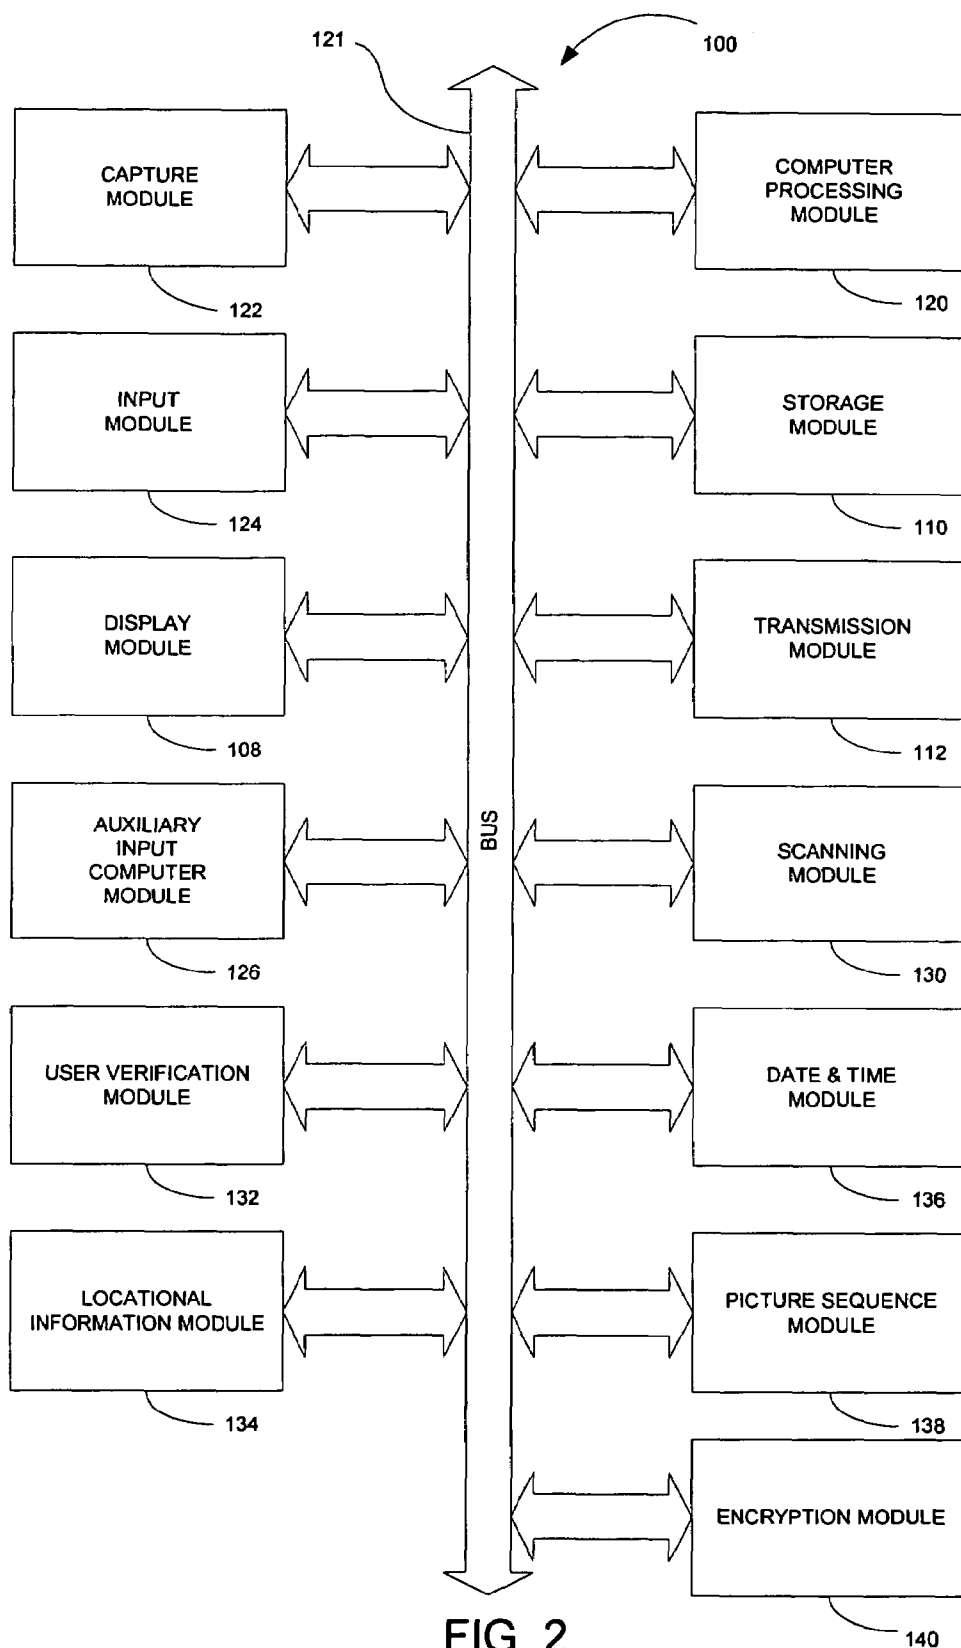 121
100
CAPTURE
MODULE
122
COMPUTER
PROCESSING
MODULE
120
INPUT
MODULE
124
STORAGE
MODULE
110
DISPLAY
MODULE
108
TRANSMISSION
MODULE
112
BUS
AUXILIARY
INPUT
COMPUTER
MODULE
126
SCANNING
MODULE
130
USER VERIFICATION
MODULE
132
DATE & TIME
MODULE
136
LOCATIONAL
INFORMATION MODULE
134
PICTURE SEQUENCE
MODULE
138
ENCRYPTION MODULE
140
FIG. 2